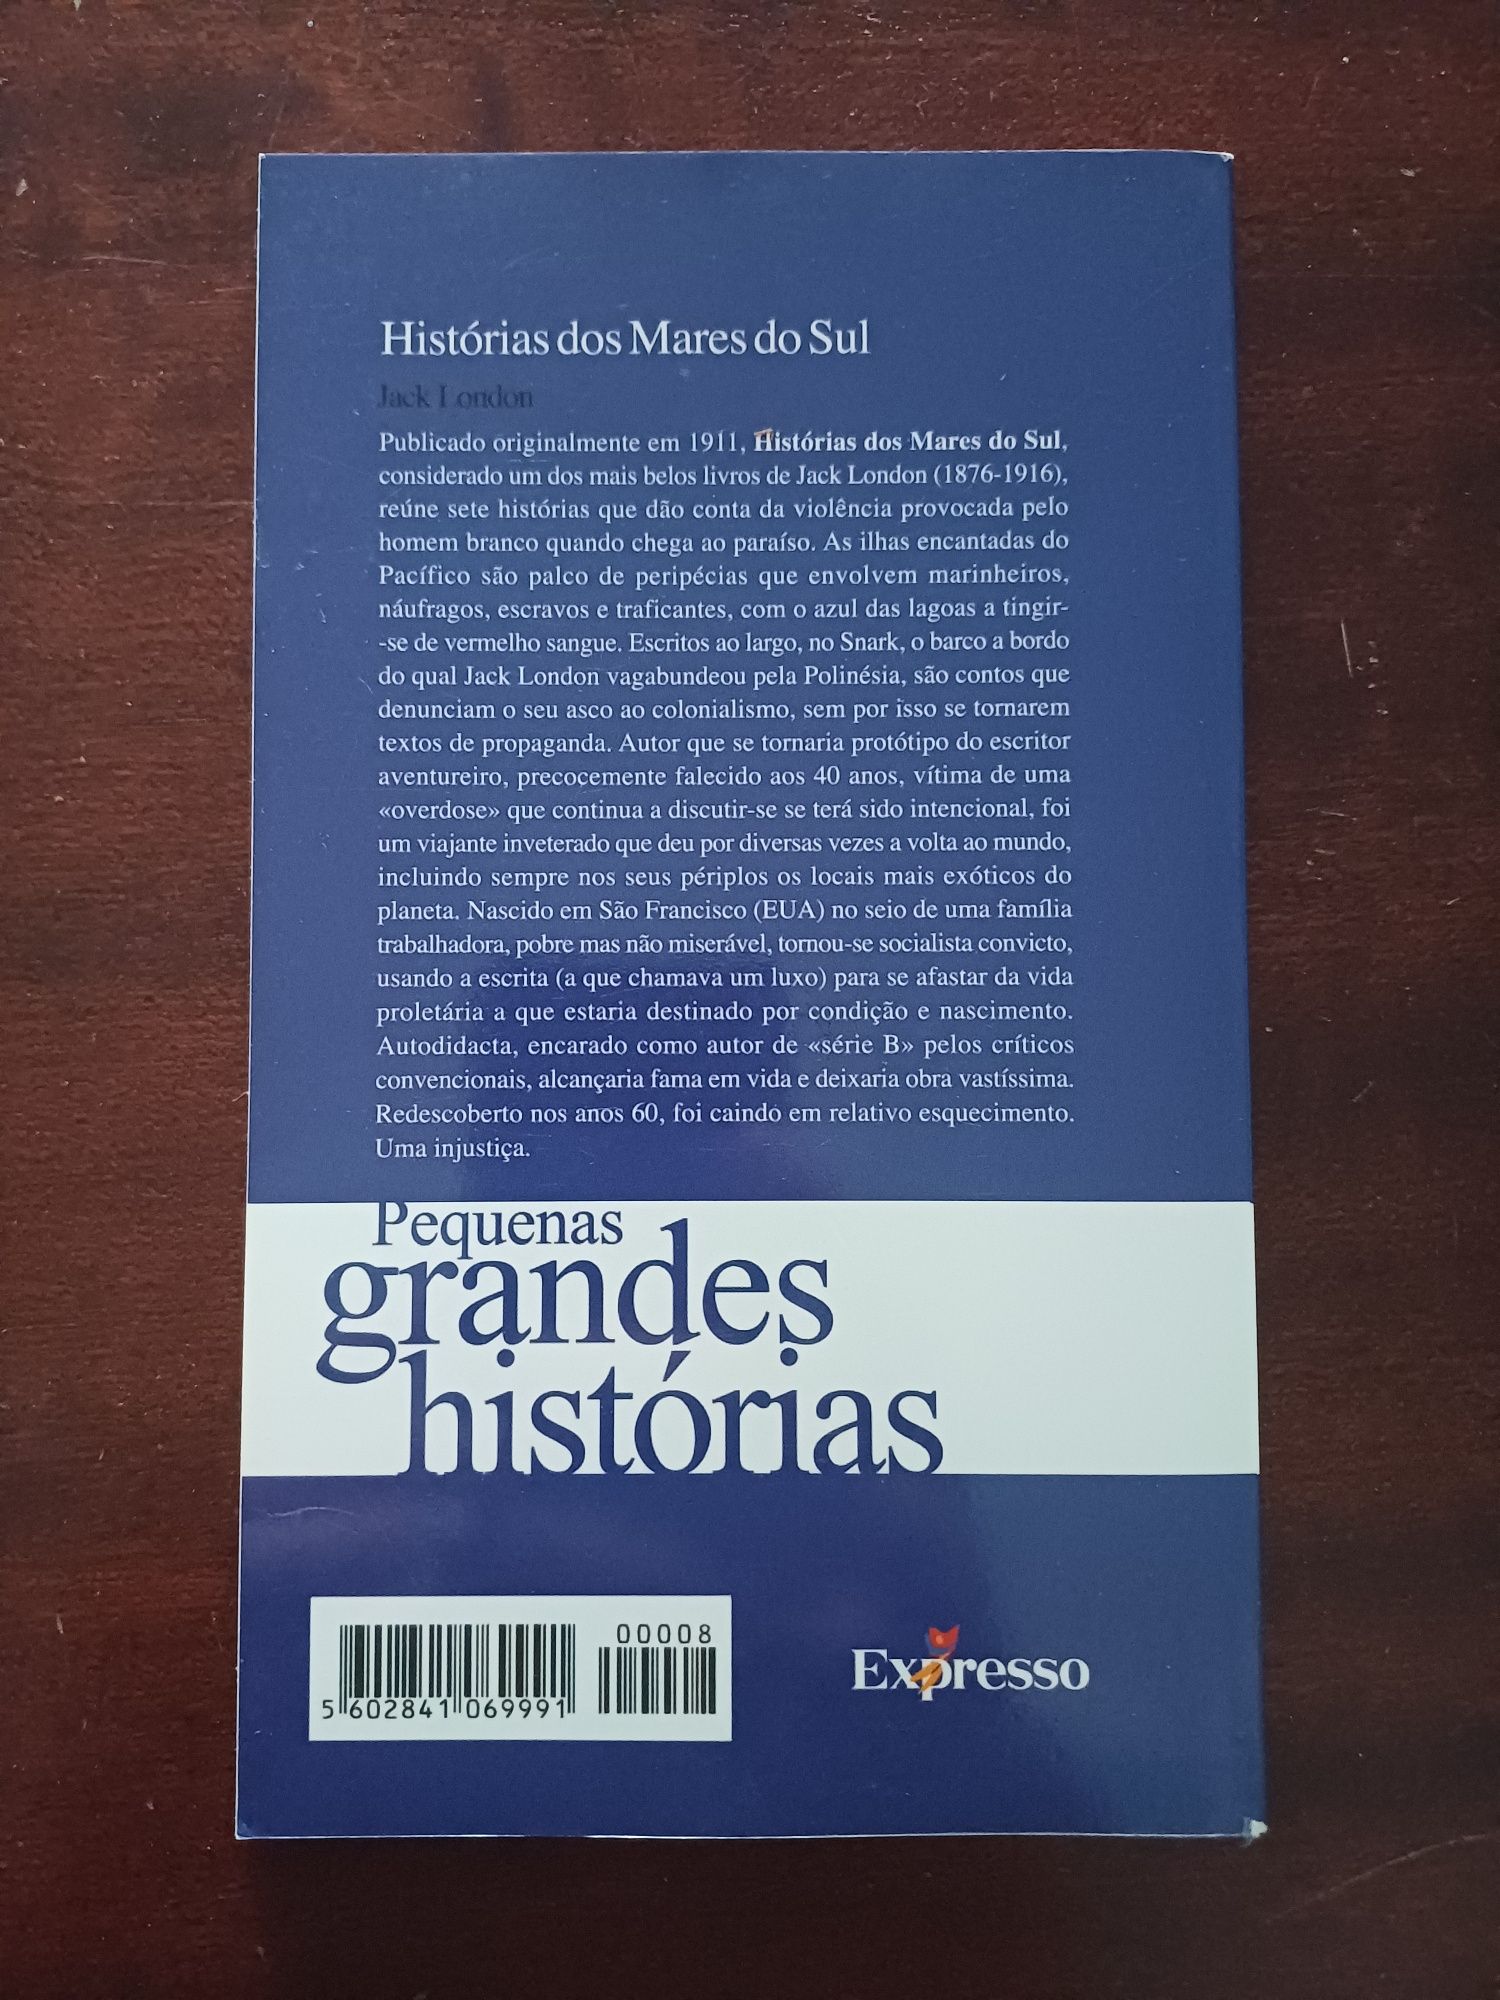 Histórias dos Mares do Sul
Jack London
Publicado originalmente em 1911, Histórias dos Mares do Sul,
considerado um dos mais belos livros de Jack London (1876-1916),
reúne sete histórias que dão conta da violência provocada pelo
homem branco quando chega ao paraíso. As ilhas encantadas do
Pacífico são palco de peripécias que envolvem marinheiros,
náufragos, escravos e traficantes, com o azul das lagoas a tingir-
-se de vermelho sangue. Escritos ao largo, no Snark, o barco a bordo
do qual Jack London vagabundeou pela Polinésia, são contos que
denunciam o seu asco ao colonialismo, sem por isso se tornarem
textos de propaganda. Autor que se tornaria protótipo do escritor
aventureiro, precocemente falecido aos 40 anos, vítima de uma
«overdose» que continua a discutir-se se terá sido intencional, foi
um viajante inveterado que deu por diversas vezes a volta ao mundo,
incluindo sempre nos seus périplos os locais mais exóticos do
planeta. Nascido em São Francisco (EUA) no seio de uma família
trabalhadora, pobre mas não miserável, tornou-se socialista convicto,
usando a escrita (a que chamava um luxo) para se afastar da vida
proletária a que estaria destinado por condição e nascimento.
Autodidacta, encarado como autor de «série B» pelos críticos
convencionais, alcançaria fama em vida e deixaria obra vastíssima.
Redescoberto nos anos 60, foi caindo em relativo esquecimento.
Uma injustiça.
Pequenas
grandes
histórias
00008
5 602841 069991
Expresso